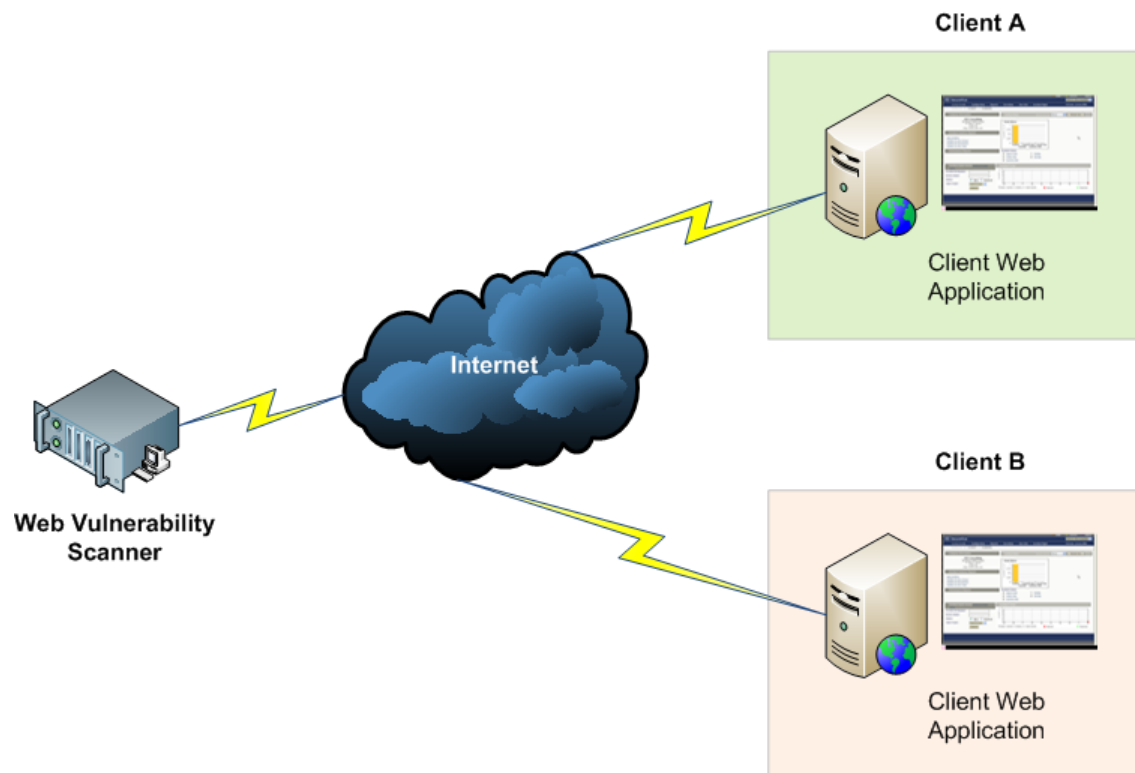 Client A
Client Web
Application
Internet
Web Vulnerability
Scanner
Client B
Client Web
Application